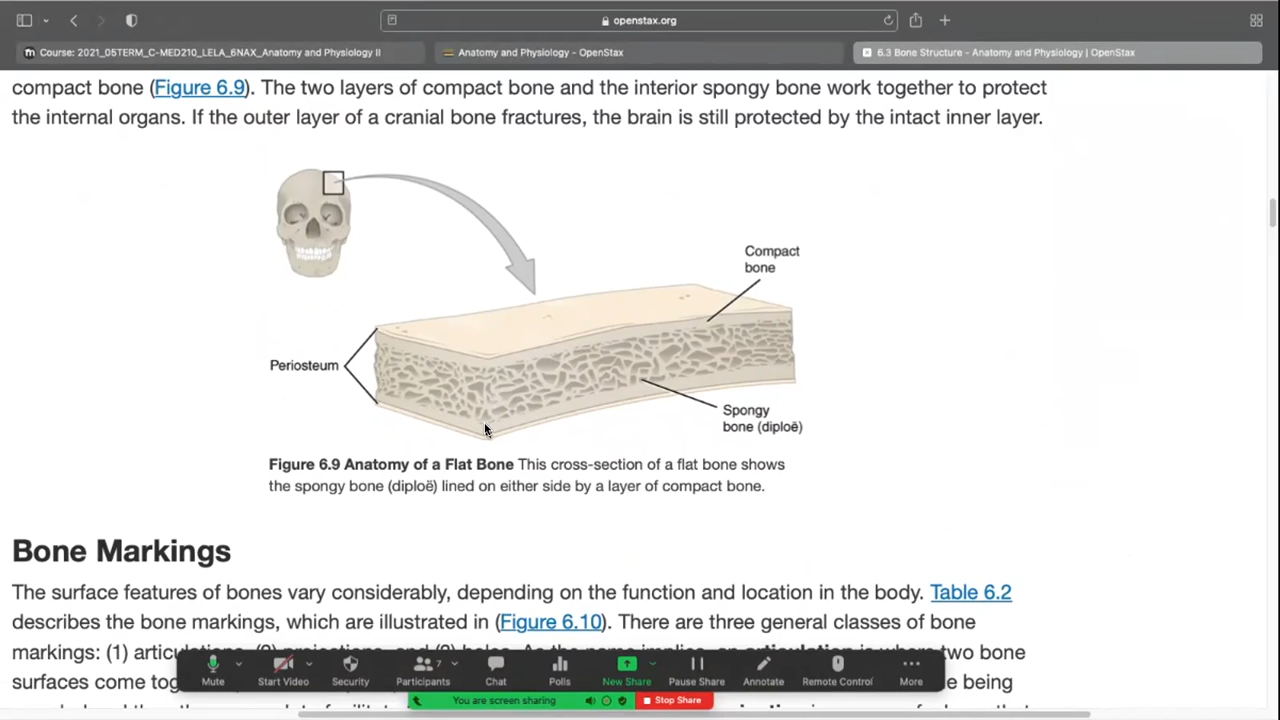 openstax.org
Course: 2021_05TERM_C-MED210_LELA_6NAX_Anatomy and Physiology II
Anatomy and Physiology - OpenStax
6.3 Bone Structure - Anatomy and Physiology | OpenStax
compact bone (Figure 6.9). The two layers of compact bone and the interior spongy bone work together to protect
the internal organs. If the outer layer of a cranial bone fractures, the brain is still protected by the intact inner layer.
Compact
bone
Periosteum
Spongy
bone (diploë)
Figure 6.9 Anatomy of a Flat Bone This cross-section of a flat bone shows
the spongy bone (diploë) lined on either side by a layer of compact bone.
Bone Markings
The surface features of bones vary considerably, depending on the function and location in the body. Table 6.2
describes the bone markings, which are illustrated in (Figure 6.10). There are three general classes of bone
markings: (1) two bone
surfaces come being
Mute
Start Video
Security
7
Participants
Chat
Polls
New Share
Pause Share
Annotate
Remote Control
More
You are screen sharing
Stop Share